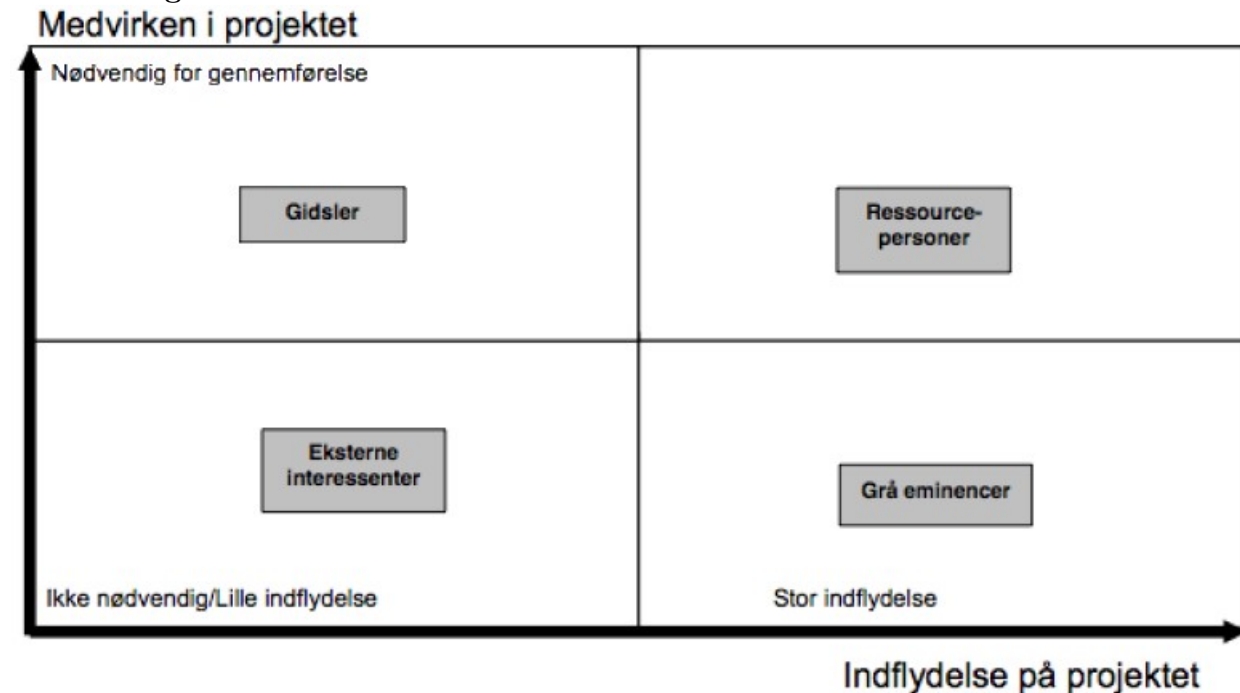 Medvirken i projektet
Nødvendig for gennemførelse
Gidsler
Ressource-
personer
Eksterne
interessenter
Grå eminencer
Ikke nødvendig/Lille indflydelse
Stor indflydelse
Indflydelse på projektet